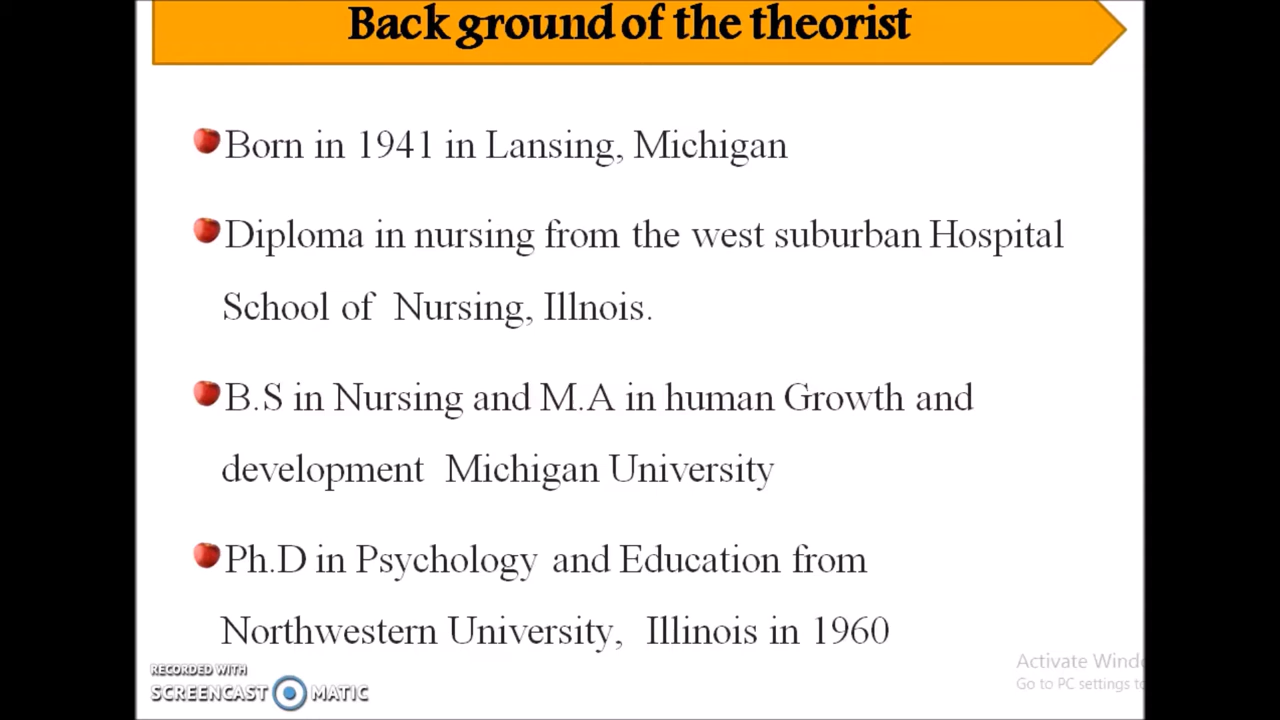 Back ground of the theorist
Born in 1941 in Lansing, Michigan
Diploma in nursing from the west suburban Hospital
School of Nursing, Illnois.
B.S in Nursing and M.A in human Growth and
development Michigan University
Ph.D in Psychology and Education from
Northwestern University, Illinois in 1960
RECORDED WITH
SCREENCAST MATIC
Activate
Go to PC settings